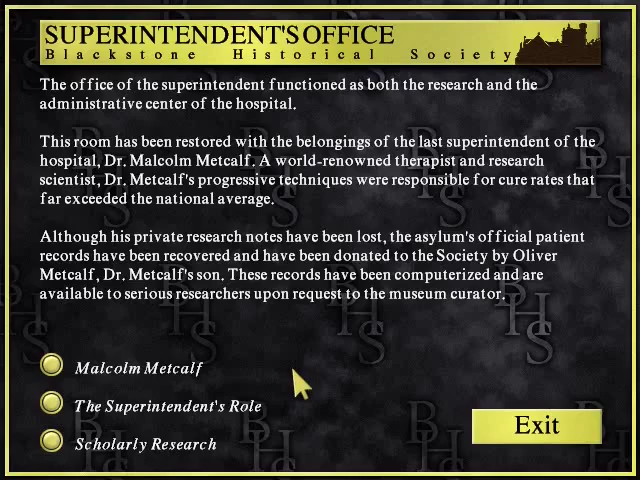 SUPERINTENDENT'S OFFICE
Blackstone Historical Society
The office of the superintendent functioned as both the research and the
administrative center of the hospital.
This room has been restored with the belongings of the last superintendent of the
hospital, Dr. Malcolm Metcalf. A world-renowned therapist and research
scientist, Dr. Metcalf's progressive techniques were responsible for cure rates that
far exceeded the national average.
Although his private research notes have been lost, the asylum's official patient
records have been recovered and have been donated to the Society by Oliver
Metcalf, Dr. Metcalf's son. These records have been computerized and are
available to serious researchers upon request to the museum curator.
Malcolm Metcalf
The Superintendent's Role
Scholarly Research
Exit